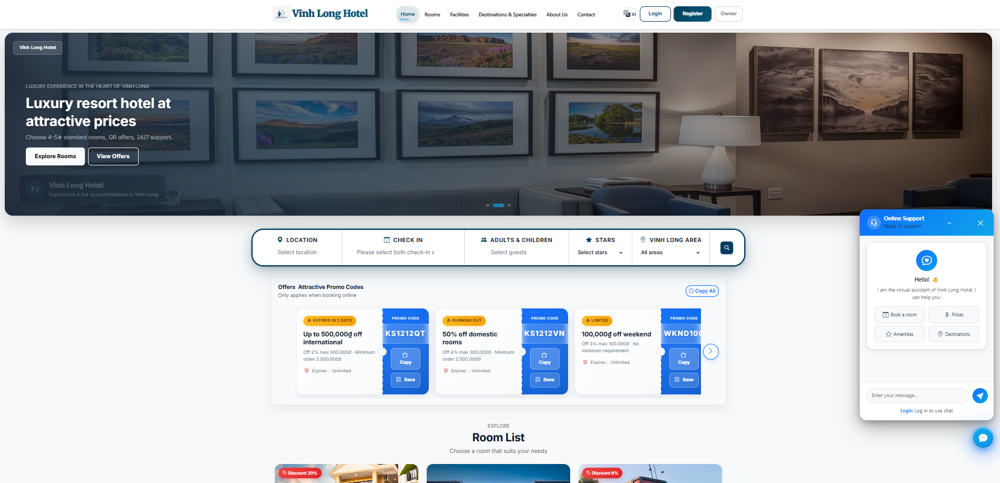 Vĩnh Long Hotel
Home
Rooms
Facilities
Destinations & Specialties
About Us
Contact
VI
Login
Register
Owner
Vĩnh Long Hotel
LUXURY EXPERIENCE IN THE HEART OF VINH LONG
Luxury resort hotel at
attractive prices
Choose 4-5★ standard rooms, QR offers, 24/7 support.
Explore Rooms
View Offers
2 /
Vĩnh Long Hotel
Experience 4–5★ accommodation in Vinh Long
LOCATION
Select location
CHECK IN
Please select both check-in a
ADULTS & CHILDREN
Select guests
STARS
Select stars
VINH LONG AREA
All areas
Offers Attractive Promo Codes
Only applies when booking online
Copy All
EXPIRES IN 2 DAYS
Up to 500,000₫ off
international
Off 2% max 500.000đ · Minimum
order 3.000.000đ
Expires : Unlimited
PROMO CODE
KS1212QT
Copy
Save
RUNNING OUT
50% off domestic
rooms
Off 4% max 300.000đ · Minimum
order 2.000.000đ
Expires : Unlimited
PROMO CODE
KS1212VN
Copy
Save
LIMITED
100,000₫ off weekend
Off 3% max 100.000đ · No
minimum requirement
Expires : Unlimited
PROMO CODE
WKND100
Copy
Save
EXPLORE
Room List
Choose a room that suits your needs
Discount 20%
Discount 9%
Online Support
Ready to support
Hello! 👋
I am the virtual assistant of Vinh Long Hotel. I
can help you:
Book a room
$ Prices
Amenities
Destinations
Enter your message...
Login Log in to use chat